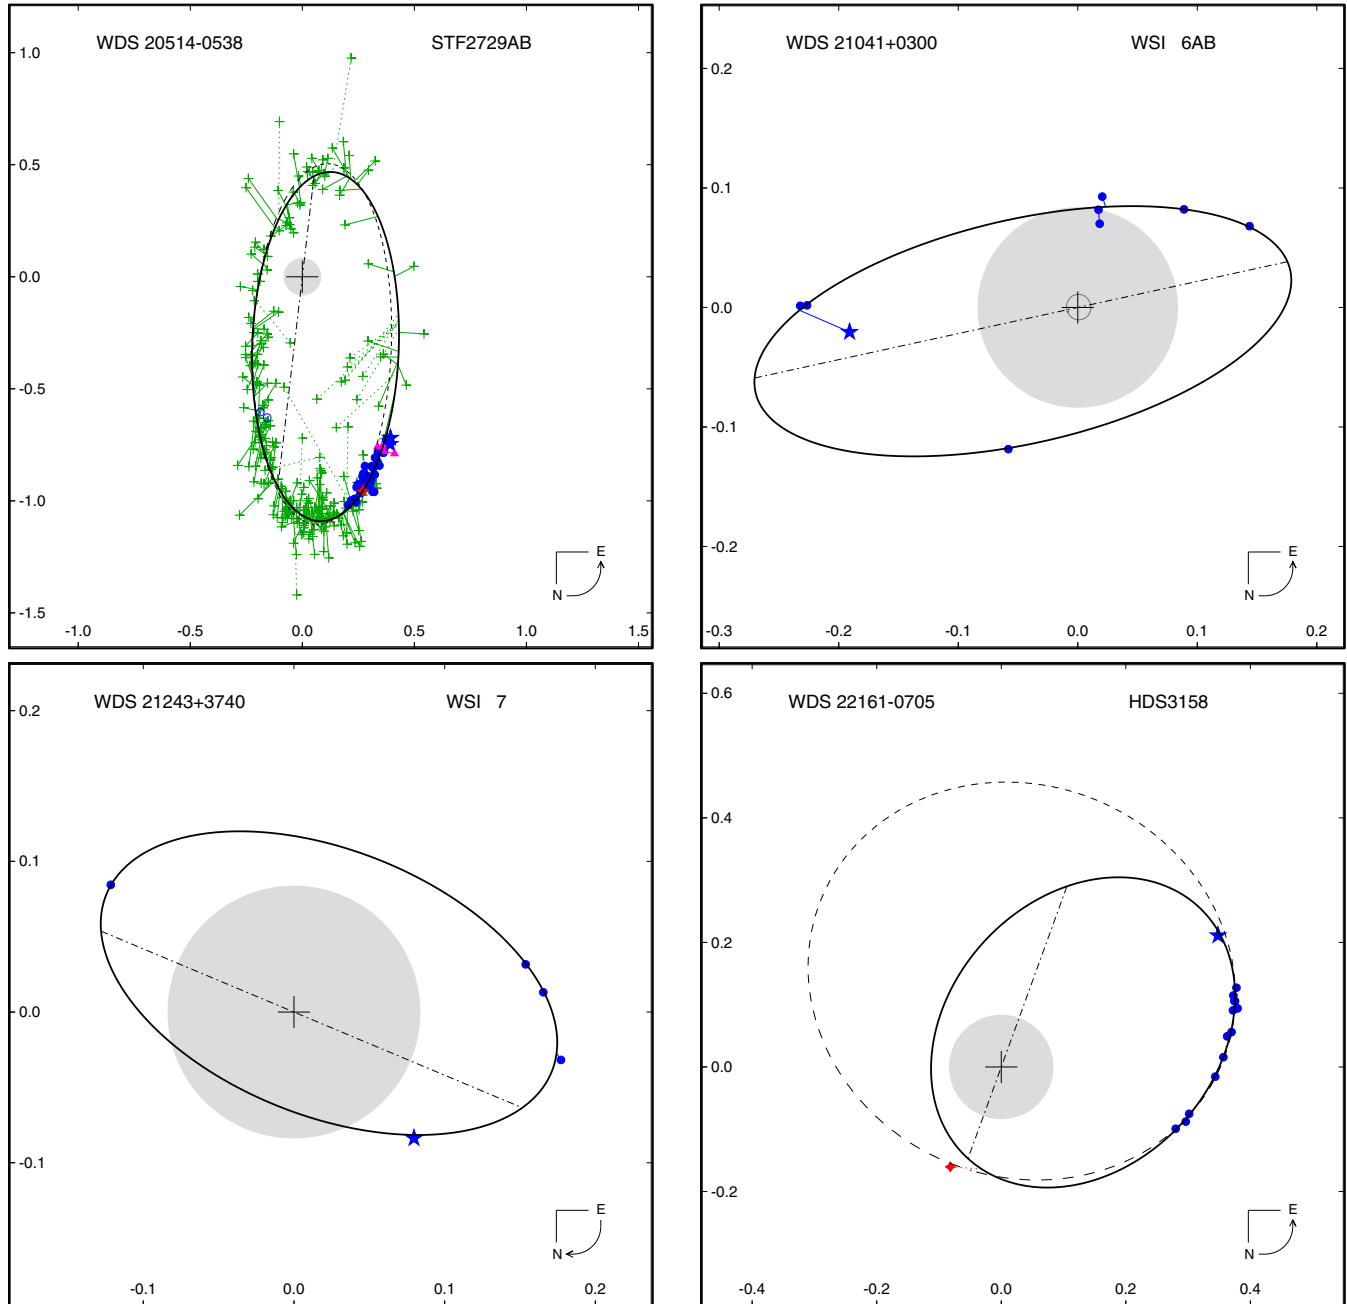 WDS 20514-0538 STF2729AB
1.0
0.5
0.0
-0.5
-1.0
-1.5
E
N
-1.0 -0.5 0.0 0.5 1.0 1.5
WDS 21041+0300 WSI 6AB
0.2
0.1
0.0
-0.1
-0.2
E
N
-0.3 -0.2 -0.1 0.0 0.1 0.2
WDS 21243+3740 WSI 7
0.2
0.1
0.0
-0.1
E
N
-0.1 0.0 0.1 0.2
WDS 22161-0705 HDS3158
0.6
0.4
0.2
0.0
-0.2
E
N
-0.4 -0.2 0.0 0.2 0.4